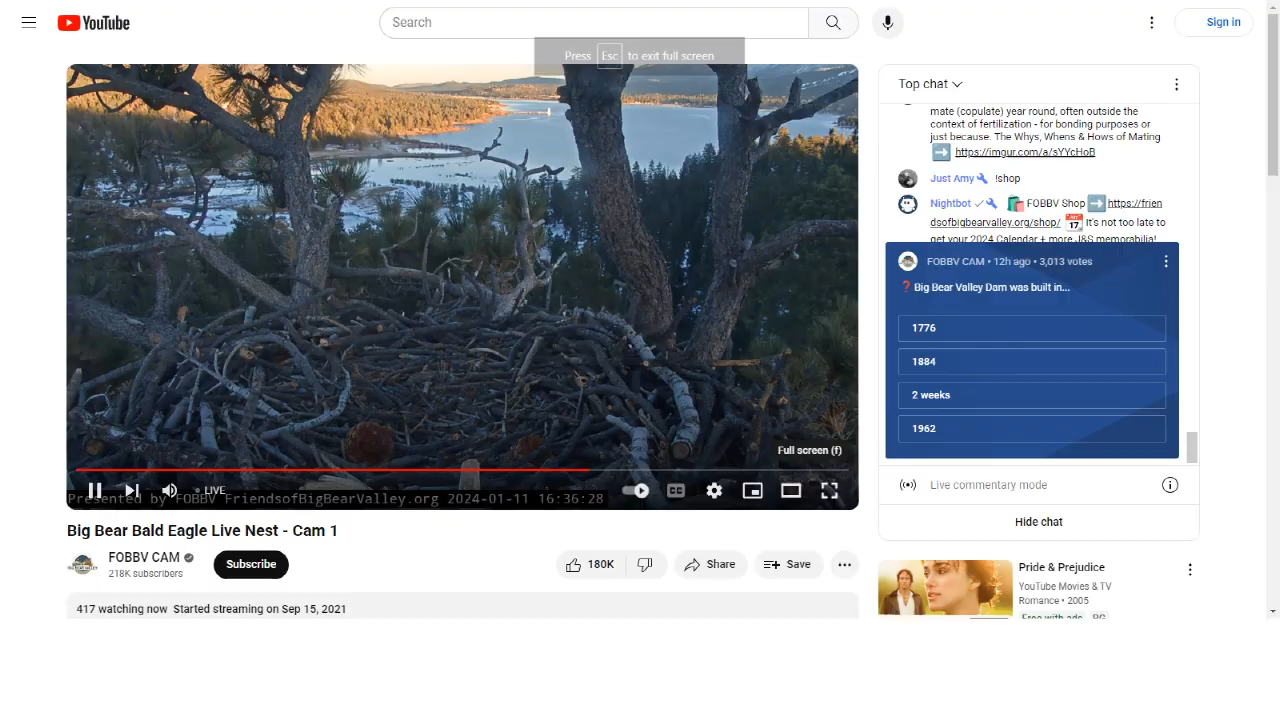 YouTube
Search
Sign in
Press Esc to exit full screen
Top chat
mate (copulate) year round, often outside the
context of fertilization - for bonding purposes or
just because. The Whys, Whens & Hows of Mating
➡️ https://imgur.com/a/sYYcHoB
Just Amy !shop
Nightbot FOBBV Shop ➡️ https://frien
dsofbigbearvalley.org/shop/ It's not too late to
get your 2024 Calendar + more J&S memorabilia!
FOBBV CAM • 12h ago • 3,013 votes
❓Big Bear Valley Dam was built in...
1776
1884
2 weeks
1962
Live commentary mode
Hide chat
Full screen (f)
LIVE
Presented by FOBBV FriendsofBigBearValley.org 2024-01-11 16:36:28
Big Bear Bald Eagle Live Nest - Cam 1
FOBBV CAM
218K subscribers
Subscribe
180K
Share
Save
417 watching now Started streaming on Sep 15, 2021
Pride & Prejudice
YouTube Movies & TV
Romance • 2005
Free with ads PG